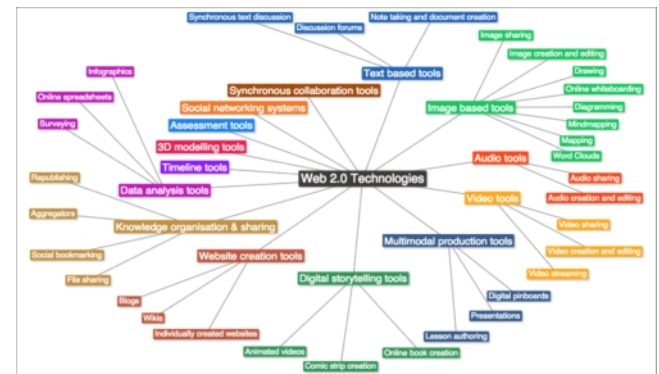 Synchronous text discussion
Note taking and document creation
Discussion forums
Image sharing
Image creation and editing
Infographics
Text based tools
Drawing
Synchronous collaboration tools
Online whiteboarding
Online spreadsheets
Social networking systems
Image based tools
Diagramming
Surveying
Assessment tools
Mindmapping
Mapping
3D modelling tools
Word Clouds
Timeline tools
Audio tools
Republishing
Web 2.0 Technologies
Audio sharing
Data analysis tools
Video tools
Audio creation and editing
Aggregators
Knowledge organisation & sharing
Video sharing
Multimodal production tools
Social bookmarking
Website creation tools
Video creation and editing
File sharing
Digital storytelling tools
Video streaming
Blogs
Digital pinboards
Wikis
Presentations
Individually created websites
Lesson authoring
Animated videos
Online book creation
Comic strip creation